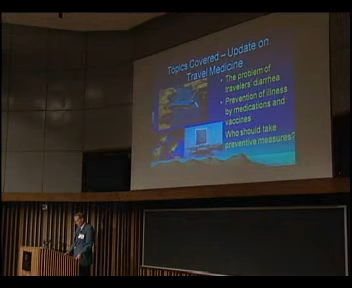 Topics Covered – Update on
Travel Medicine
• The problem of
travelers' diarrhea
• Prevention of illness
by medications and
vaccines
Who should take
preventive measures?